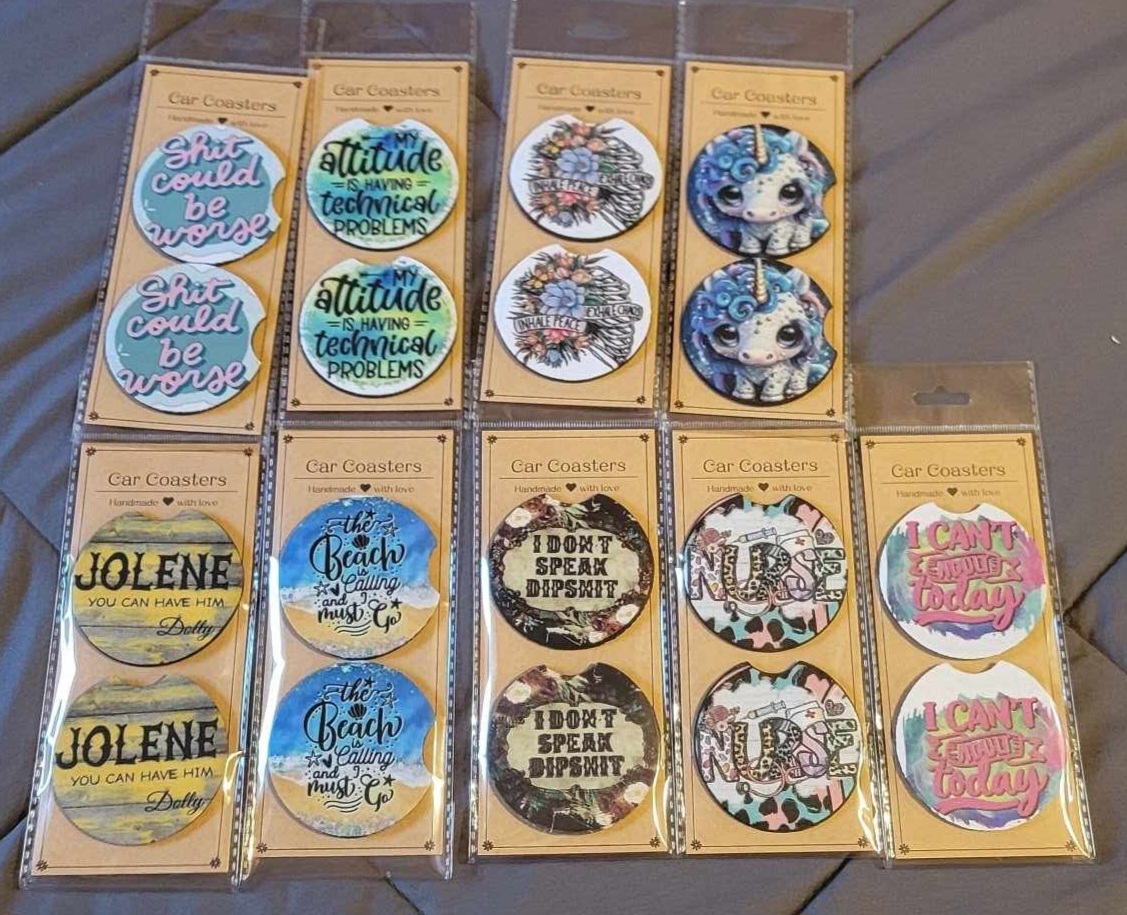 Car Coasters
Handmade ❤ with love
Shit
could
be
worse
Shit
could
be
worse
Car Coasters
Handmade ❤ with love
MY
attitude
IS HAVING
technical
PROBLEMS
MY
attitude
IS HAVING
technical
PROBLEMS
Car Coasters
Handmade ❤ with love
INHALE PEACE EXHALE CHAOS
INHALE PEACE EXHALE CHAOS
Car Coasters
Handmade ❤ with love
Car Coasters
Handmade ❤ with love
JOLENE
YOU CAN HAVE HIM
Dolly
JOLENE
YOU CAN HAVE HIM
Dolly
Car Coasters
Handmade ❤ with love
the
Beach
is
Calling
and I
must Go
the
Beach
is
Calling
and I
must Go
Car Coasters
Handmade ❤ with love
I DON'T
SPEAK
DIPSHIT
I DON'T
SPEAK
DIPSHIT
Car Coasters
Handmade ❤ with love
NURSE
NURSE
Car Coasters
Handmade ❤ with love
I CAN'T
ADULT
today
I CAN'T
ADULT
today